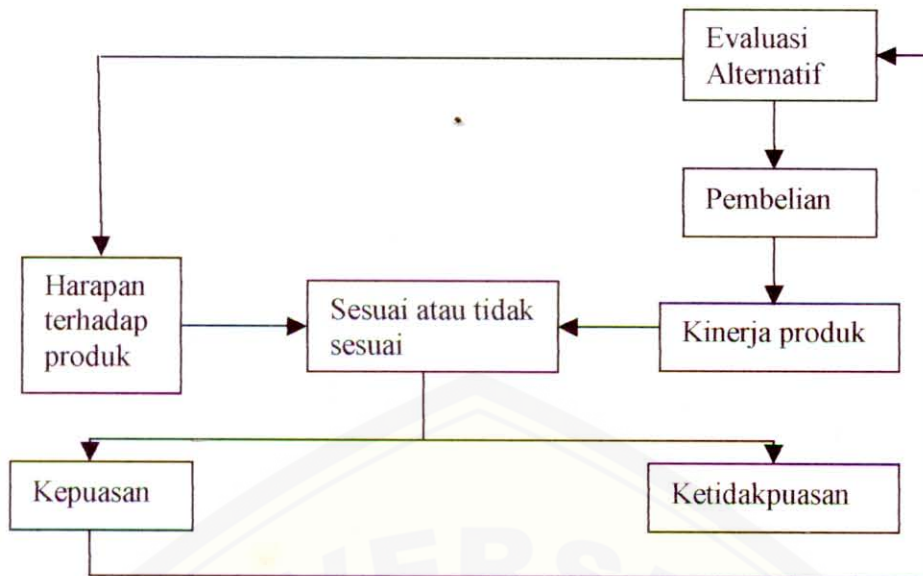 Evaluasi
Alternatif
Pembelian
Harapan
terhadap
produk
Sesuai atau tidak
sesuai
Kinerja produk
Kepuasan
Ketidakpuasan